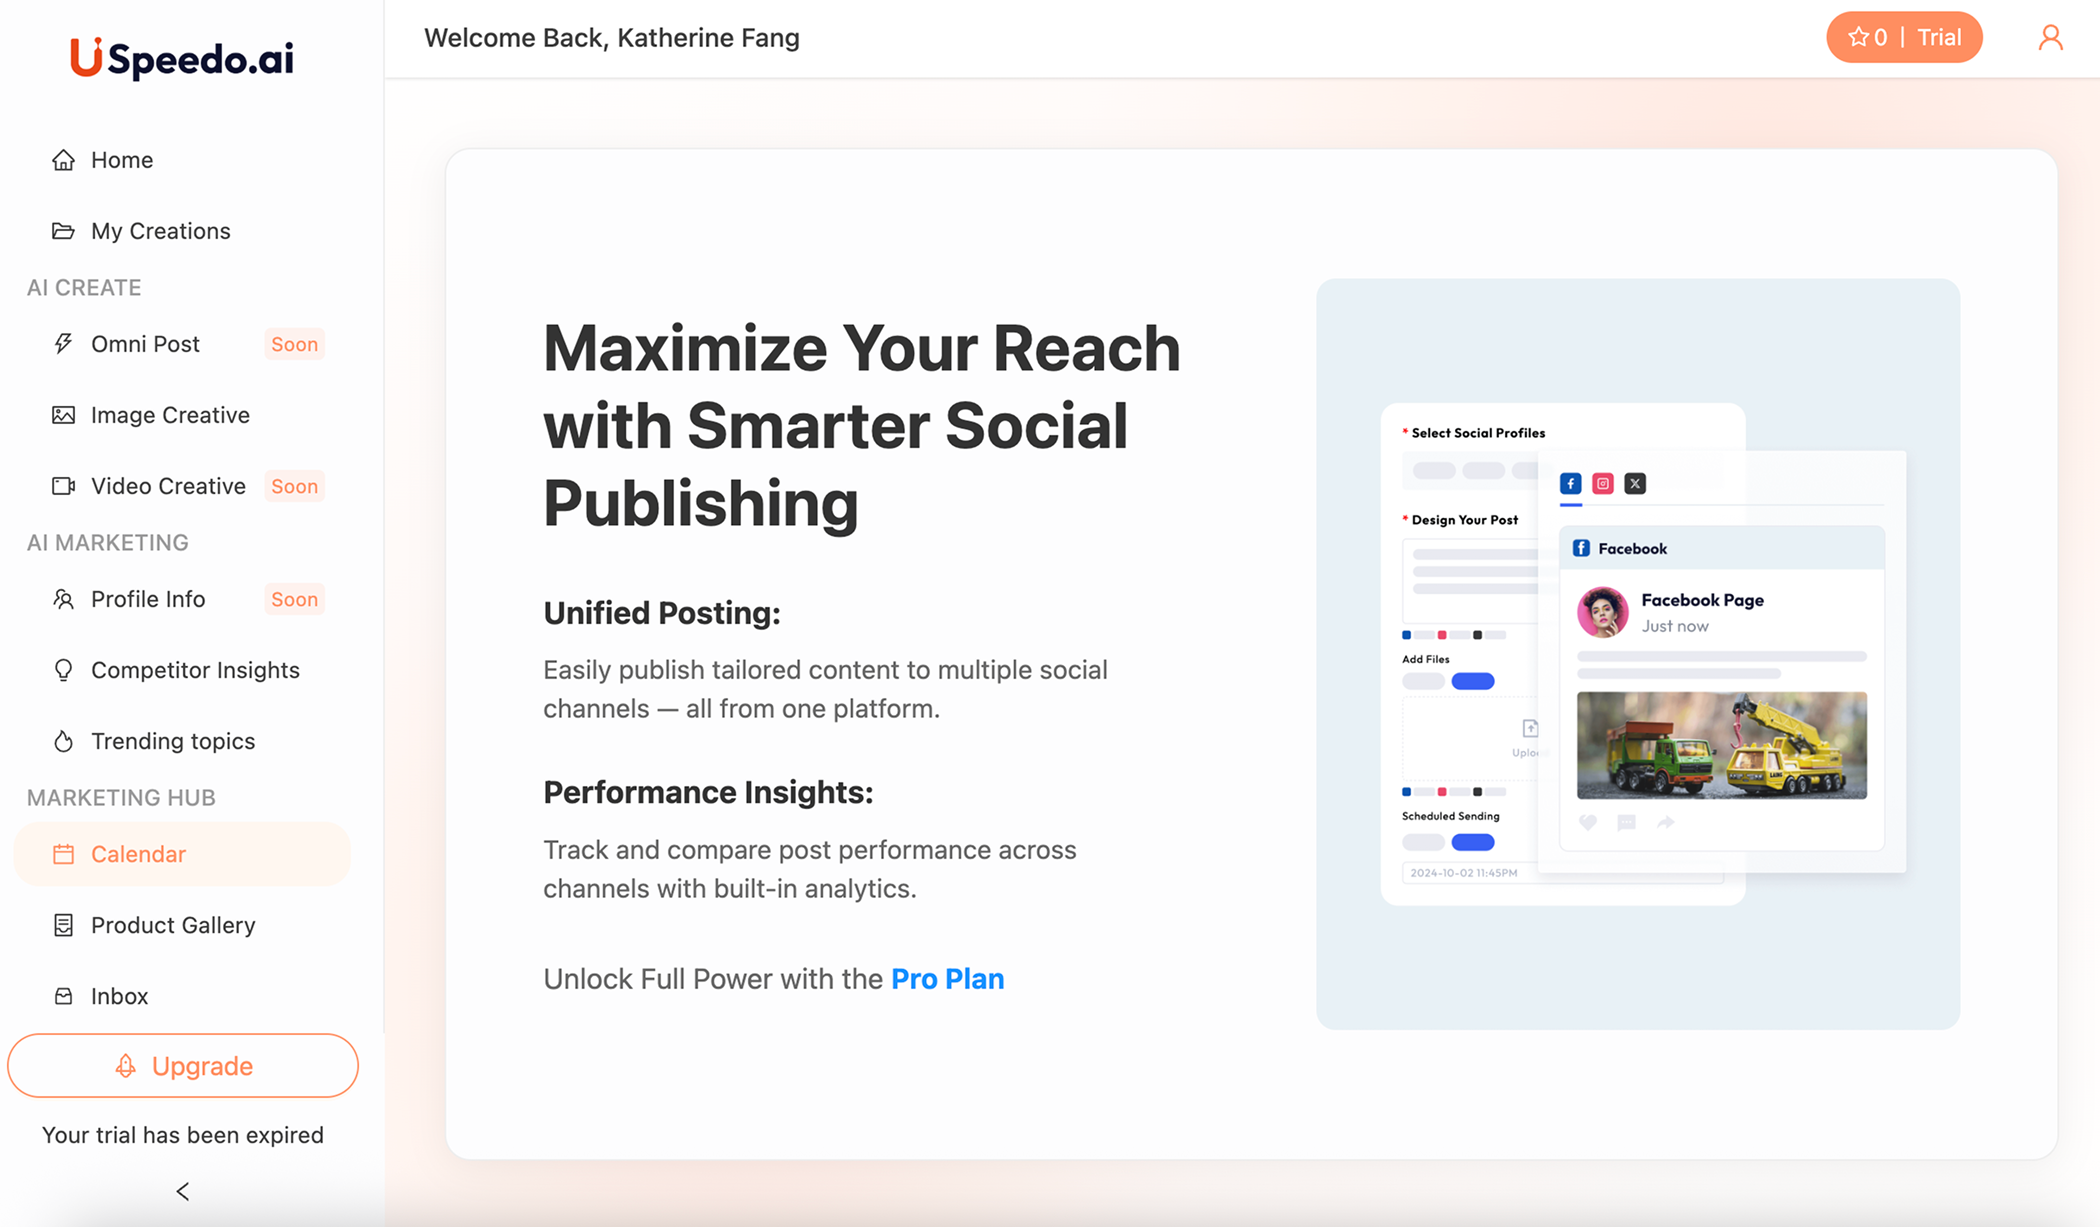 USpeedo.ai
Welcome Back, Katherine Fang
0 | Trial
Home
My Creations
AI CREATE
Omni Post Soon
Image Creative
Video Creative Soon
AI MARKETING
Profile Info Soon
Competitor Insights
Trending topics
MARKETING HUB
Calendar
Product Gallery
Inbox
Upgrade
Your trial has been expired
Maximize Your Reach
with Smarter Social
Publishing
Unified Posting:
Easily publish tailored content to multiple social
channels — all from one platform.
Performance Insights:
Track and compare post performance across
channels with built-in analytics.
Unlock Full Power with the Pro Plan
* Select Social Profiles
* Design Your Post
Add Files
Upload
Scheduled Sending
2024-10-02 11:45PM
Facebook
Facebook Page
Just now